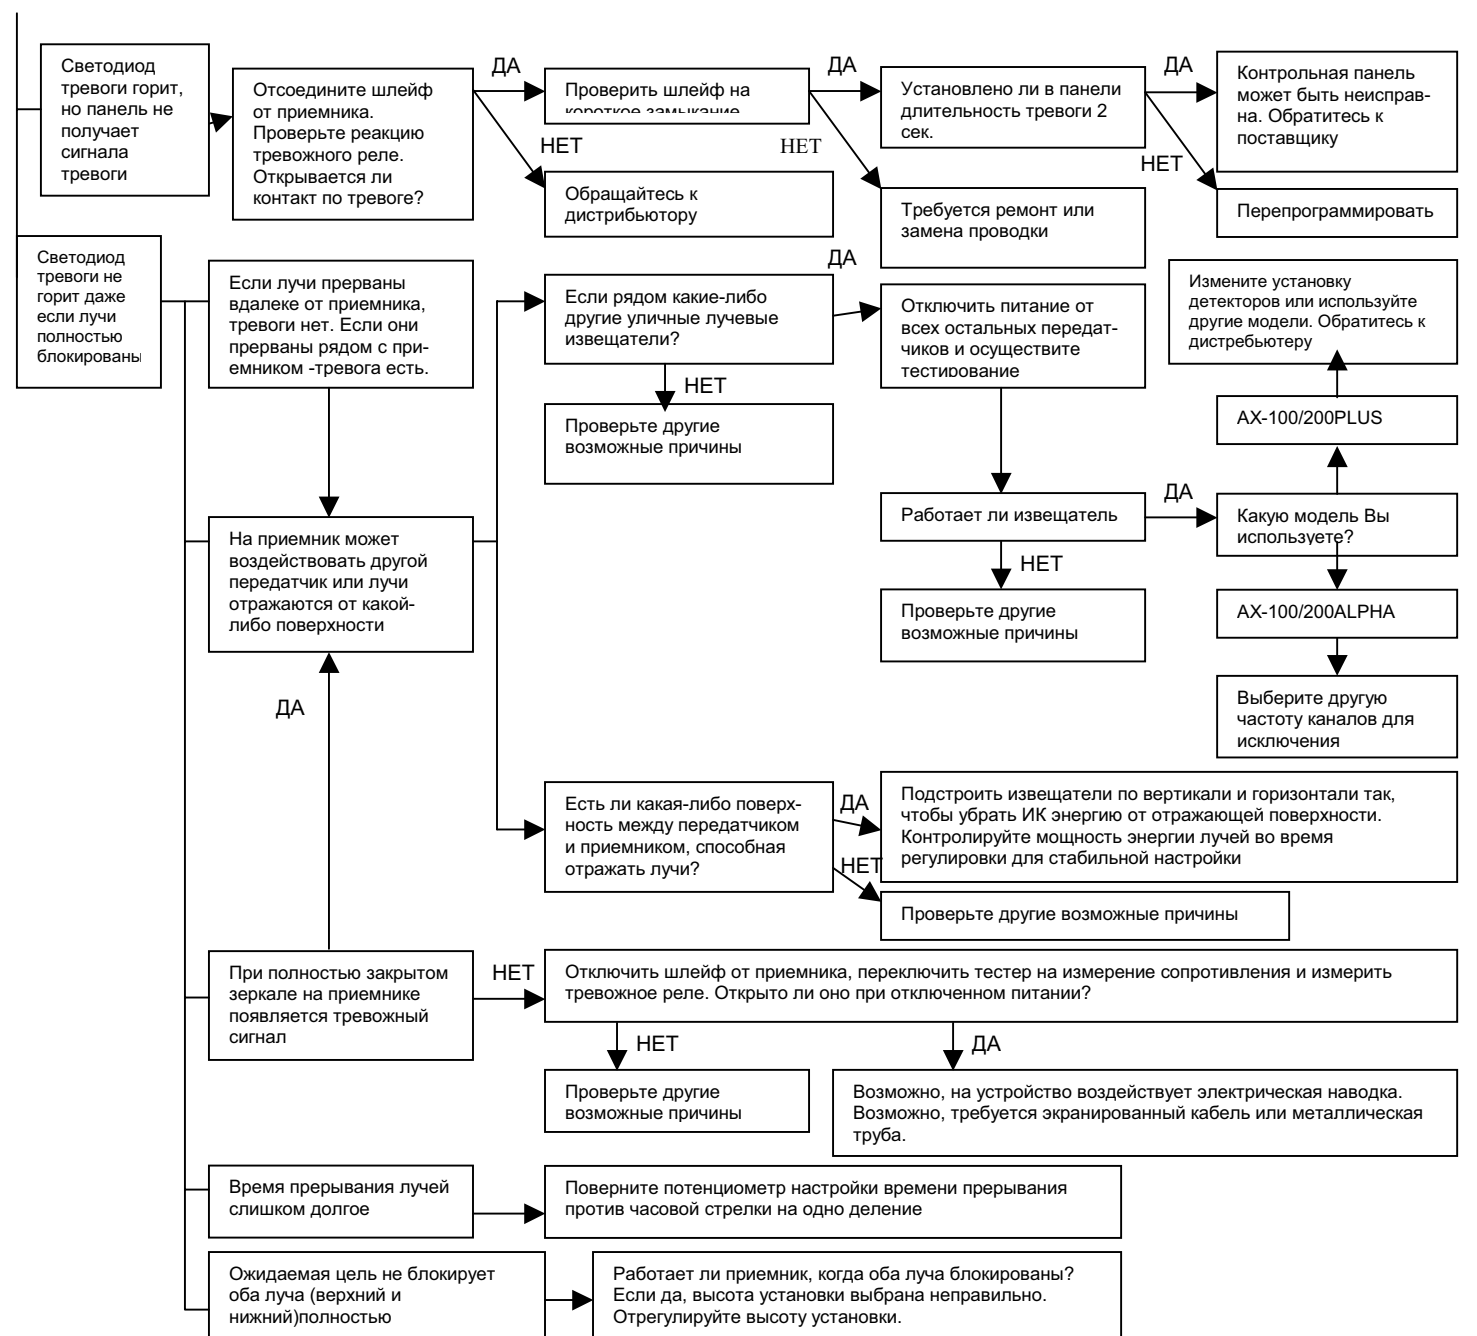 Светодиод
тревоги горит,
но панель не
получает
сигнала
тревоги
Отсоедините шлейф
от приемника.
Проверьте реакцию
тревожного реле.
Открывается ли
контакт по тревоге?
ДА
НЕТ
Проверить шлейф на
короткое замыкание
Обращайтесь к
дистрибьютору
ДА
НЕТ
Установлено ли в панели
длительность тревоги 2
сек.
Требуется ремонт или
замена проводки
ДА
НЕТ
Контрольная панель
может быть неисправ-
на. Обратитесь к
поставщику
Перепрограммировать
Светодиод
тревоги не
горит даже
если лучи
полностью
блокированы
Если лучи прерваны
вдалеке от приемника,
тревоги нет. Если они
прерваны рядом с при-
емником -тревога есть.
Если рядом какие-либо
другие уличные лучевые
извещатели?
ДА
НЕТ
Проверьте другие
возможные причины
Отключить питание от
всех остальных передат-
чиков и осуществите
тестирование
Измените установку
детекторов или используйте
другие модели. Обратитесь к
дистребьютеру
AX-100/200PLUS
Работает ли извещатель
ДА
НЕТ
Какую модель Вы
используете?
Проверьте другие
возможные причины
AX-100/200ALPHA
Выберите другую
частоту каналов для
исключения
На приемник может
воздействовать другой
передатчик или лучи
отражаются от какой-
либо поверхности
ДА
Есть ли какая-либо поверх-
ность между передатчиком
и приемником, способная
отражать лучи?
ДА
НЕТ
Подстроить извещатели по вертикали и горизонтали так,
чтобы убрать ИК энергию от отражающей поверхности.
Контролируйте мощность энергии лучей во время
регулировки для стабильной настройки
Проверьте другие возможные причины
При полностью закрытом
зеркале на приемнике
появляется тревожный
сигнал
НЕТ
Отключить шлейф от приемника, переключить тестер на измерение сопротивления и измерить
тревожное реле. Открыто ли оно при отключенном питании?
НЕТ
ДА
Проверьте другие
возможные причины
Возможно, на устройство воздействует электрическая наводка.
Возможно, требуется экранированный кабель или металлическая
труба.
Время прерывания лучей
слишком долгое
Поверните потенциометр настройки времени прерывания
против часовой стрелки на одно деление
Ожидаемая цель не блокирует
оба луча (верхний и
нижний)полностью
Работает ли приемник, когда оба луча блокированы?
Если да, высота установки выбрана неправильно.
Отрегулируйте высоту установки.